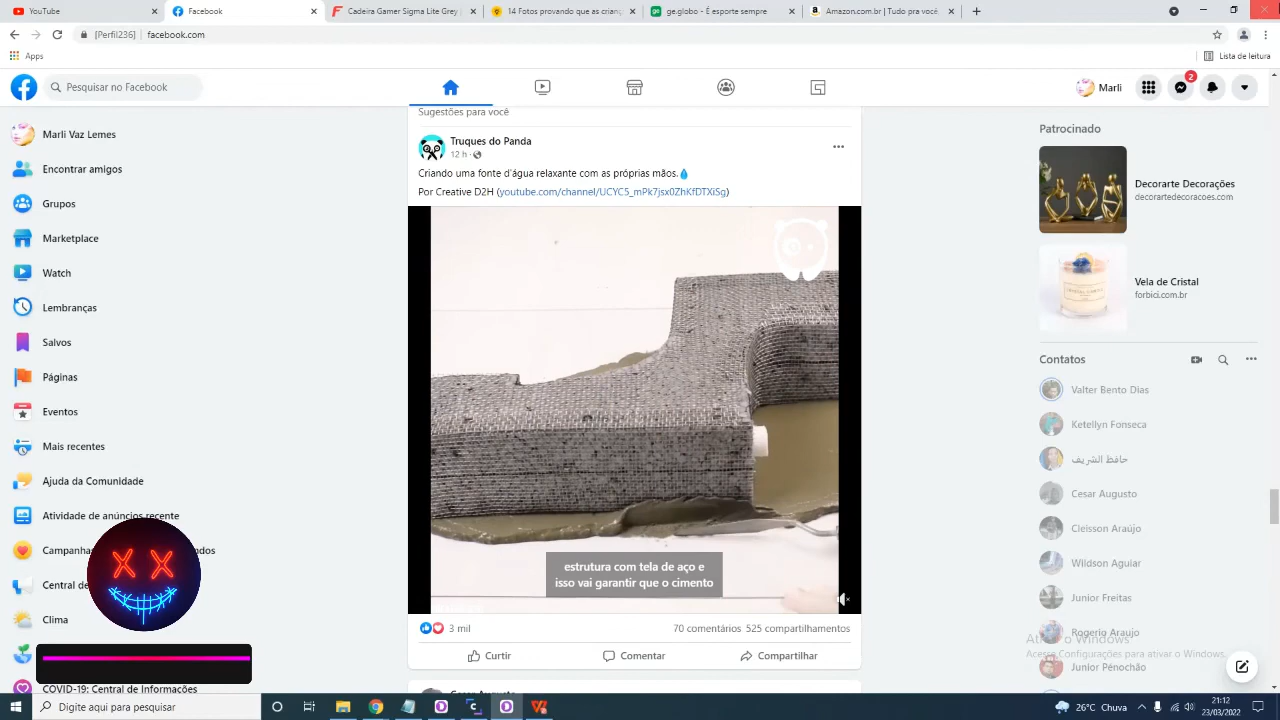 YouTube
Facebook
Cadeira Gamer Sigma Lite Grey
14 Fotos provando que as crianç
ge.globo - É esporte sempre
Amazon.com.br | Tudo pra você
[Perfil236] | facebook.com
Apps
Lista de leitura
Pesquisar no Facebook
2
Marli
Sugestões para você
Marli Vaz Lemes
Encontrar amigos
Grupos
Marketplace
Watch
Lembranças
Salvos
Páginas
Eventos
Mais recentes
Ajuda da Comunidade
Atividade de anúncios recente
Campanhas
ndos
Central de
Clima
COVID-19: Central de Informações
Truques do Panda
12 h ·
Criando uma fonte d'água relaxante com as próprias mãos.💧
Por Creative D2H (youtube.com/channel/UCYC5_mPk7jsx0ZhKfDTXiSg)
estrutura com tela de aço e
isso vai garantir que o cimento
3 mil
70 comentários 525 compartilhamentos
Curtir
Comentar
Compartilhar
Patrocinado
Decorarte Decorações
decorartedecoracoes.com
Vela de Cristal
forbici.com.br
Contatos
Valter Bento Dias
Ketellyn Fonseca
حافظ الشريف
Cesar Augusto
Cleisson Araújo
Wildson Aguiar
Junior Freitas
Rogerio Araujo
Junior Penochão
Acesse Configurações para ativar o Windows.
Digite aqui para pesquisar
26°C Chuva
21:12
23/03/2022